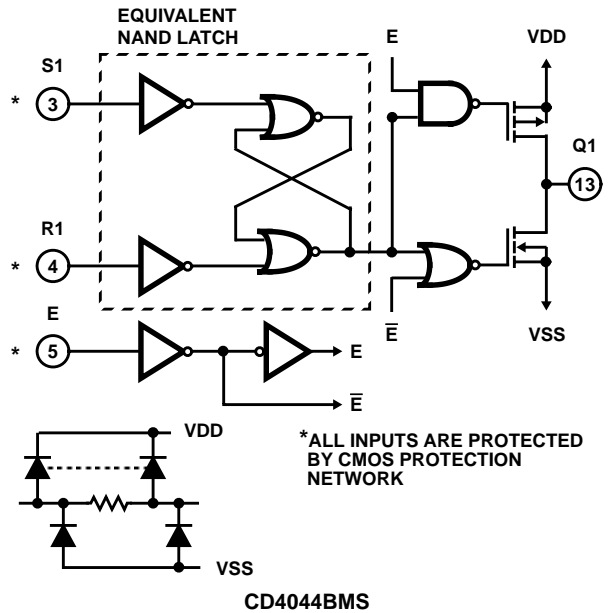 EQUIVALENT
NAND LATCH
S1
* 3
E
VDD
Q1
13
R1
* 4
E̅
VSS
E
* 5
E
E̅
VDD
*ALL INPUTS ARE PROTECTED
BY CMOS PROTECTION
NETWORK
VSS
CD4044BMS